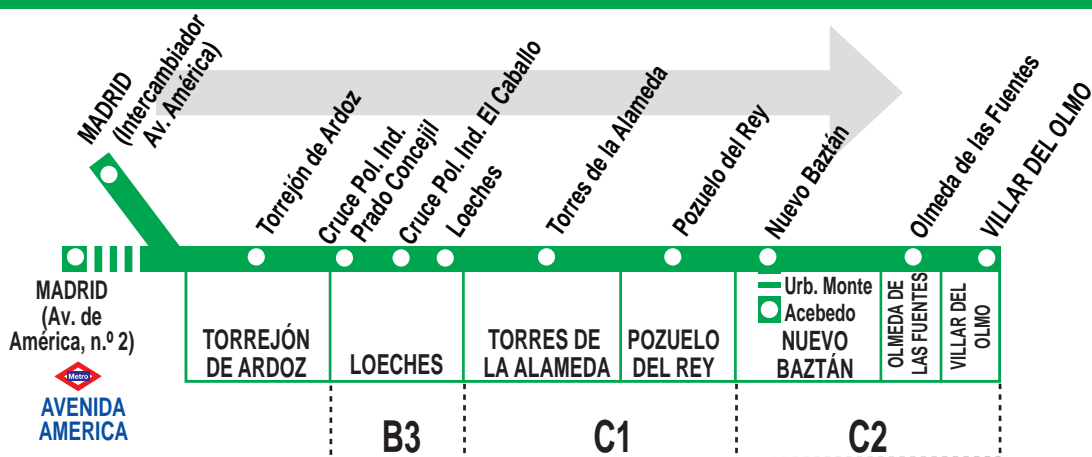 MADRID
(Intercambiador
Av. América)
Torrejón de Ardoz
Cruce Pol. Ind.
Prado Concejil
Cruce Pol. Ind. El Caballo
Loeches
Torres de la Alameda
Pozuelo del Rey
Nuevo Baztán
Olmeda de las Fuentes
VILLAR DEL OLMO
MADRID
(Av. de
América, n.º 2)
Metro
AVENIDA
AMERICA
TORREJÓN
DE ARDOZ
LOECHES
TORRES DE
LA ALAMEDA
POZUELO
DEL REY
Urb. Monte
Acebedo
NUEVO
BAZTÁN
OLMEDA DE
LAS FUENTES
VILLAR DEL
OLMO
B3
C1
C2